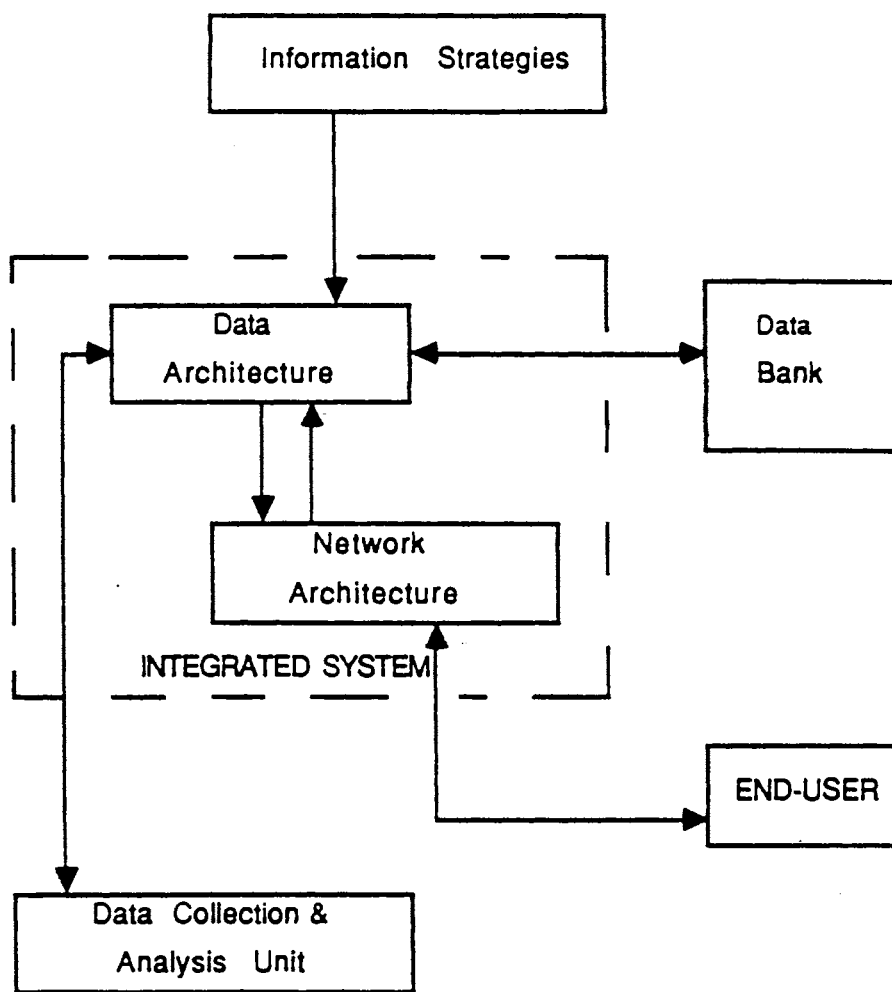 Information Strategies
Data
Architecture
Data
Bank
Network
Architecture
INTEGRATED SYSTEM
END-USER
Data Collection &
Analysis Unit